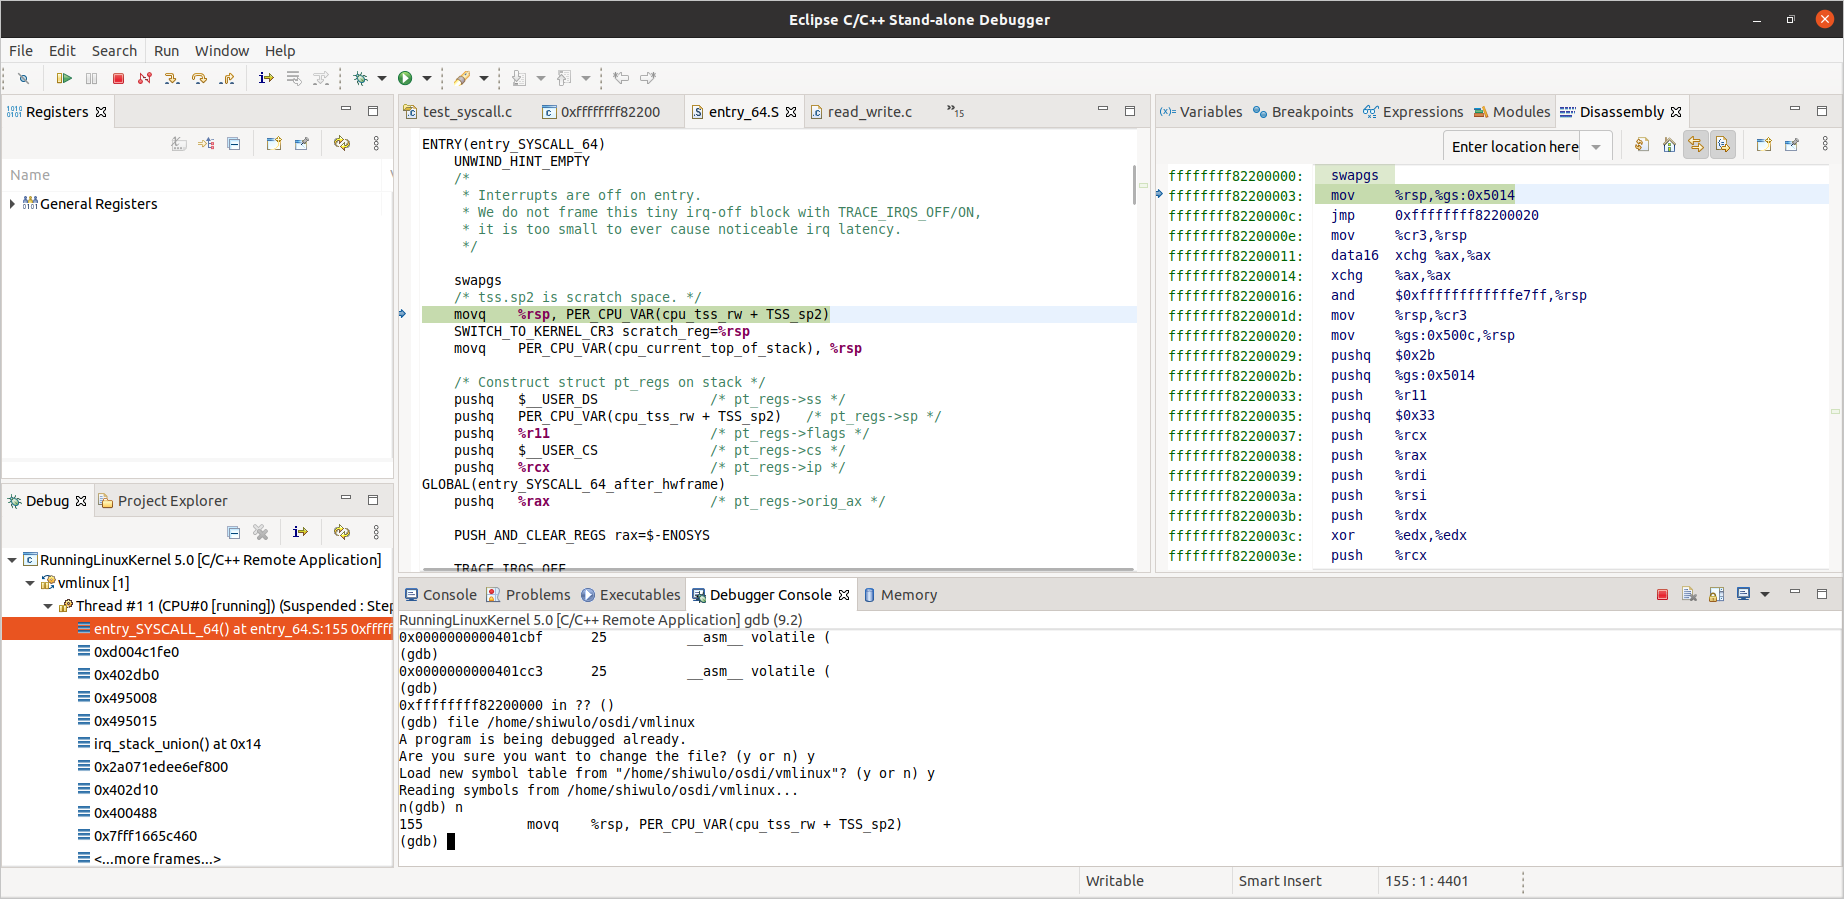 Eclipse C/C++ Stand-alone Debugger
File Edit Search Run Window Help
Registers
Name
General Registers
Debug Project Explorer
RunningLinuxKernel 5.0 [C/C++ Remote Application]
vmlinux [1]
Thread #1 1 (CPU#0 [running]) (Suspended : Step
entry_SYSCALL_64() at entry_64.S:155 0xfffff
0xd004c1fe0
0x402db0
0x495008
0x495015
irq_stack_union() at 0x14
0x2a071edee6ef800
0x402d10
0x400488
0x7fff1665c460
<...more frames...>
test_syscall.c 0xffffffff82200 entry_64.S read_write.c »15
ENTRY(entry_SYSCALL_64)
UNWIND_HINT_EMPTY
/*
* Interrupts are off on entry.
* We do not frame this tiny irq-off block with TRACE_IRQS_OFF/ON,
* it is too small to ever cause noticeable irq latency.
*/
swapgs
/* tss.sp2 is scratch space. */
movq %rsp, PER_CPU_VAR(cpu_tss_rw + TSS_sp2)
SWITCH_TO_KERNEL_CR3 scratch_reg=%rsp
movq PER_CPU_VAR(cpu_current_top_of_stack), %rsp
/* Construct struct pt_regs on stack */
pushq $__USER_DS /* pt_regs->ss */
pushq PER_CPU_VAR(cpu_tss_rw + TSS_sp2) /* pt_regs->sp */
pushq %r11 /* pt_regs->flags */
pushq $__USER_CS /* pt_regs->cs */
pushq %rcx /* pt_regs->ip */
GLOBAL(entry_SYSCALL_64_after_hwframe)
pushq %rax /* pt_regs->orig_ax */
PUSH_AND_CLEAR_REGS rax=$-ENOSYS
TRACE_IRQS_OFF
Variables Breakpoints Expressions Modules Disassembly
Enter location here
ffffffff82200000: swapgs
ffffffff82200003: mov %rsp,%gs:0x5014
ffffffff8220000c: jmp 0xffffffff82200020
ffffffff8220000e: mov %cr3,%rsp
ffffffff82200011: data16 xchg %ax,%ax
ffffffff82200014: xchg %ax,%ax
ffffffff82200016: and $0xffffffffffffe7ff,%rsp
ffffffff8220001d: mov %rsp,%cr3
ffffffff82200020: mov %gs:0x500c,%rsp
ffffffff82200029: pushq $0x2b
ffffffff8220002b: pushq %gs:0x5014
ffffffff82200033: push %r11
ffffffff82200035: pushq $0x33
ffffffff82200037: push %rcx
ffffffff82200038: push %rax
ffffffff82200039: push %rdi
ffffffff8220003a: push %rsi
ffffffff8220003b: push %rdx
ffffffff8220003c: xor %edx,%edx
ffffffff8220003e: push %rcx
Console Problems Executables Debugger Console Memory
RunningLinuxKernel 5.0 [C/C++ Remote Application] gdb (9.2)
0x0000000000401cbf 25 __asm__ volatile (
(gdb)
0x0000000000401cc3 25 __asm__ volatile (
(gdb)
0xffffffff82200000 in ?? ()
(gdb) file /home/shiwulo/osdi/vmlinux
A program is being debugged already.
Are you sure you want to change the file? (y or n) y
Load new symbol table from "/home/shiwulo/osdi/vmlinux"? (y or n) y
Reading symbols from /home/shiwulo/osdi/vmlinux...
n(gdb) n
155 movq %rsp, PER_CPU_VAR(cpu_tss_rw + TSS_sp2)
(gdb)
Writable Smart Insert 155 : 1 : 4401